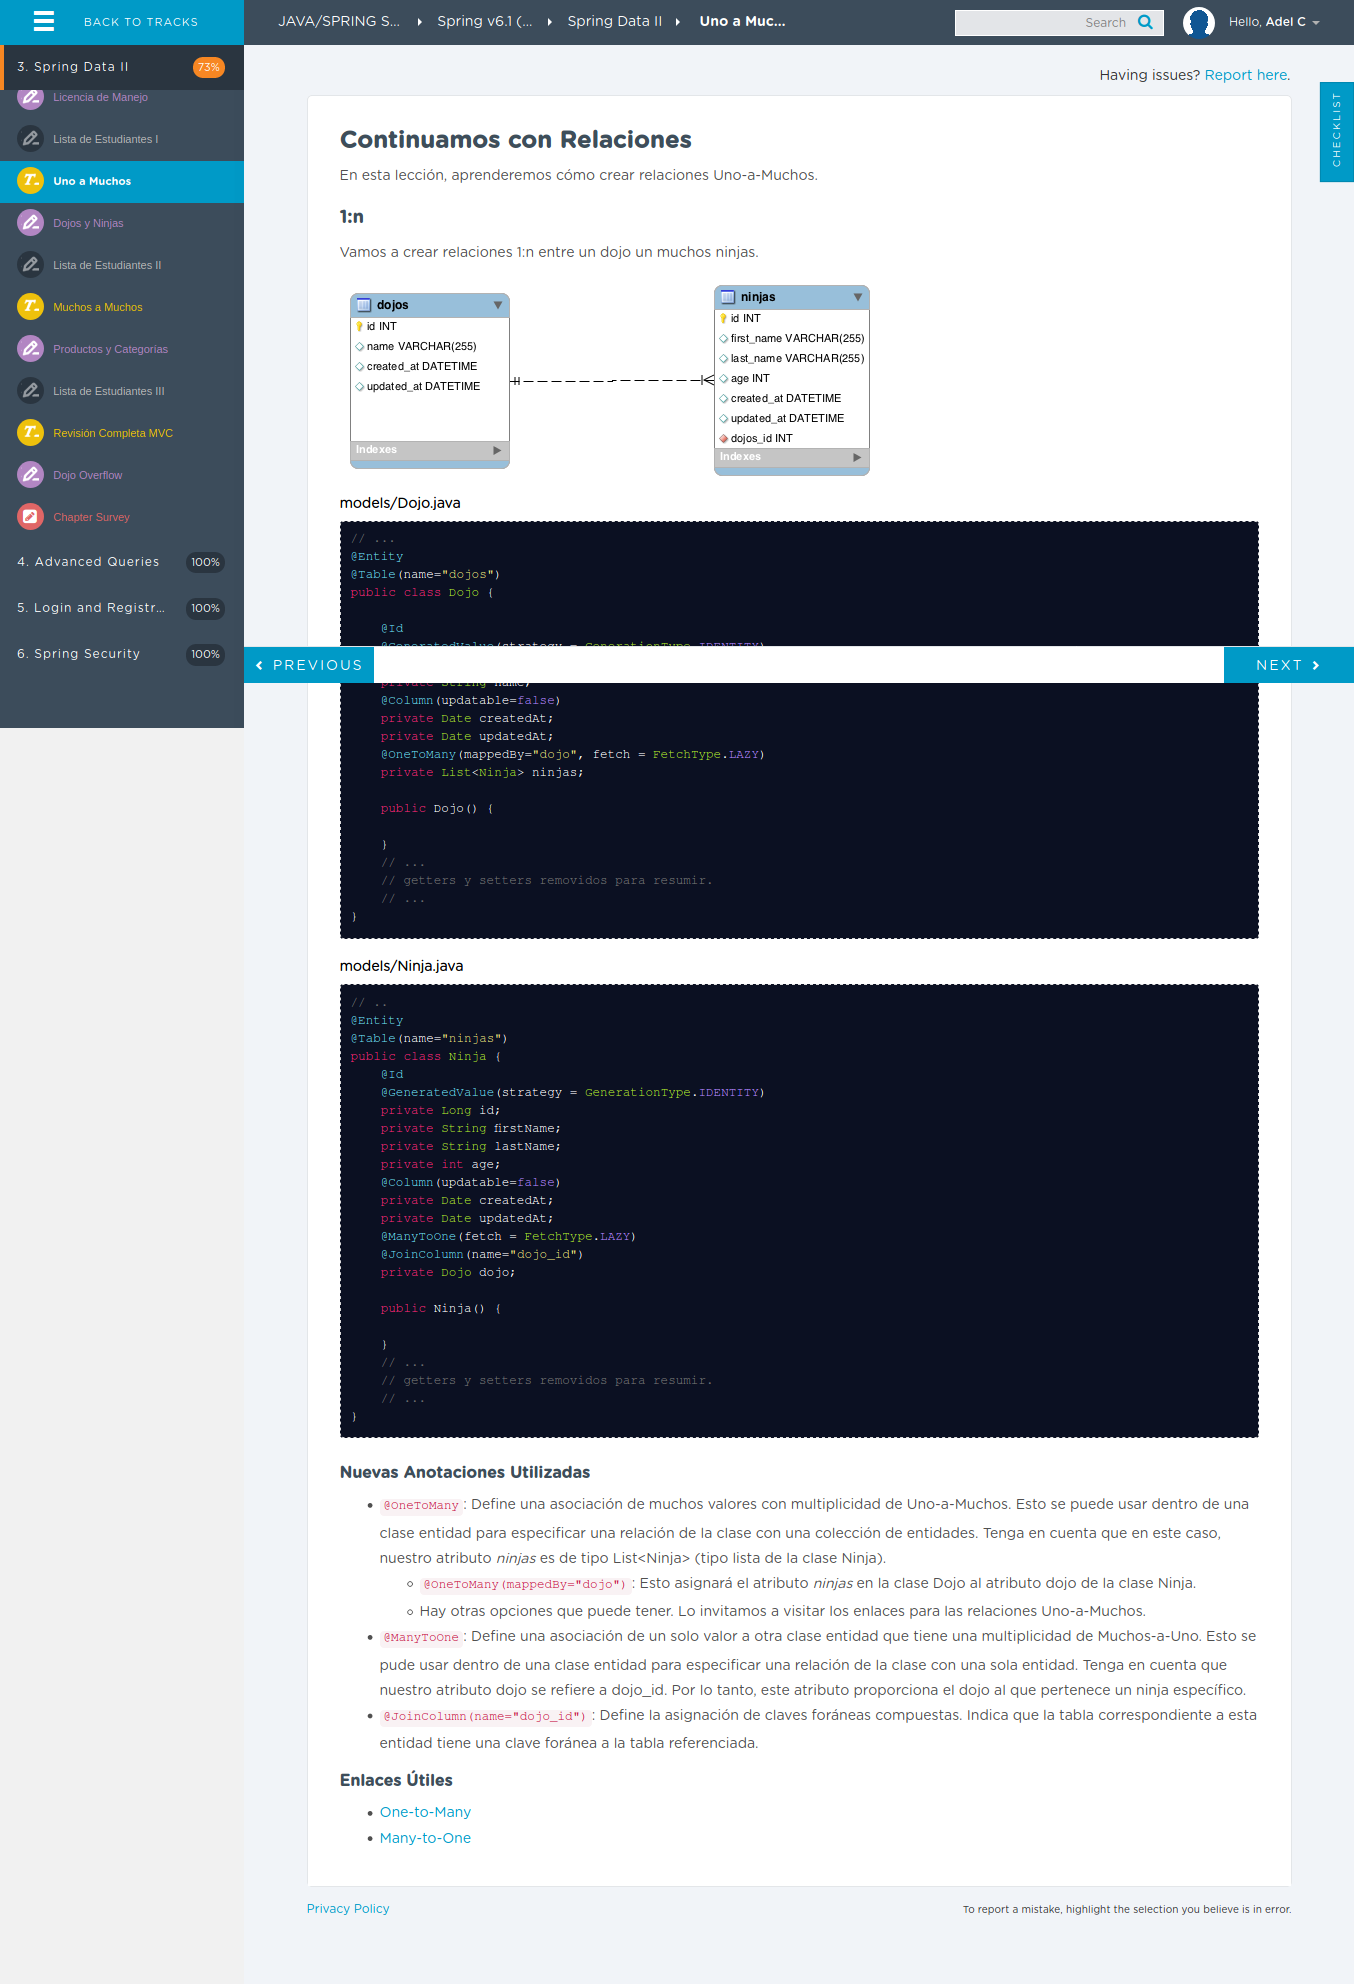 BACK TO TRACKS
JAVA/SPRING S... Spring v6.1 (... Spring Data II Uno a Muc...
Search
Hello, Adel C
3. Spring Data II 73%
Licencia de Manejo
Lista de Estudiantes I
Uno a Muchos
Dojos y Ninjas
Lista de Estudiantes II
Muchos a Muchos
Productos y Categorías
Lista de Estudiantes III
Revisión Completa MVC
Dojo Overflow
Chapter Survey
4. Advanced Queries 100%
5. Login and Registr... 100%
6. Spring Security 100%
Having issues? Report here.
CHECKLIST
Continuamos con Relaciones
En esta lección, aprenderemos cómo crear relaciones Uno-a-Muchos.
1:n
Vamos a crear relaciones 1:n entre un dojo un muchos ninjas.
dojos
id INT
name VARCHAR(255)
created_at DATETIME
updated_at DATETIME
Indexes
ninjas
id INT
first_name VARCHAR(255)
last_name VARCHAR(255)
age INT
created_at DATETIME
updated_at DATETIME
dojos_id INT
Indexes
models/Dojo.java
// ...
@Entity
@Table(name="dojos")
public class Dojo {
@Id
@GeneratedValue(strategy = GenerationType.IDENTITY)
PREVIOUS
NEXT
private String name;
@Column(updatable=false)
private Date createdAt;
private Date updatedAt;
@OneToMany(mappedBy="dojo", fetch = FetchType.LAZY)
private List<Ninja> ninjas;
public Dojo() {
}
// ...
// getters y setters removidos para resumir.
// ...
}
models/Ninja.java
// ..
@Entity
@Table(name="ninjas")
public class Ninja {
@Id
@GeneratedValue(strategy = GenerationType.IDENTITY)
private Long id;
private String firstName;
private String lastName;
private int age;
@Column(updatable=false)
private Date createdAt;
private Date updatedAt;
@ManyToOne(fetch = FetchType.LAZY)
@JoinColumn(name="dojo_id")
private Dojo dojo;
public Ninja() {
}
// ...
// getters y setters removidos para resumir.
// ...
}
Nuevas Anotaciones Utilizadas
• @OneToMany : Define una asociación de muchos valores con multiplicidad de Uno-a-Muchos. Esto se puede usar dentro de una
clase entidad para especificar una relación de la clase con una colección de entidades. Tenga en cuenta que en este caso,
nuestro atributo ninjas es de tipo List<Ninja> (tipo lista de la clase Ninja).
◦ @OneToMany(mappedBy="dojo") : Esto asignará el atributo ninjas en la clase Dojo al atributo dojo de la clase Ninja.
◦ Hay otras opciones que puede tener. Lo invitamos a visitar los enlaces para las relaciones Uno-a-Muchos.
• @ManyToOne : Define una asociación de un solo valor a otra clase entidad que tiene una multiplicidad de Muchos-a-Uno. Esto se
pude usar dentro de una clase entidad para especificar una relación de la clase con una sola entidad. Tenga en cuenta que
nuestro atributo dojo se refiere a dojo_id. Por lo tanto, este atributo proporciona el dojo al que pertenece un ninja específico.
• @JoinColumn(name="dojo_id") : Define la asignación de claves foráneas compuestas. Indica que la tabla correspondiente a esta
entidad tiene una clave foránea a la tabla referenciada.
Enlaces Útiles
• One-to-Many
• Many-to-One
Privacy Policy
To report a mistake, highlight the selection you believe is in error.